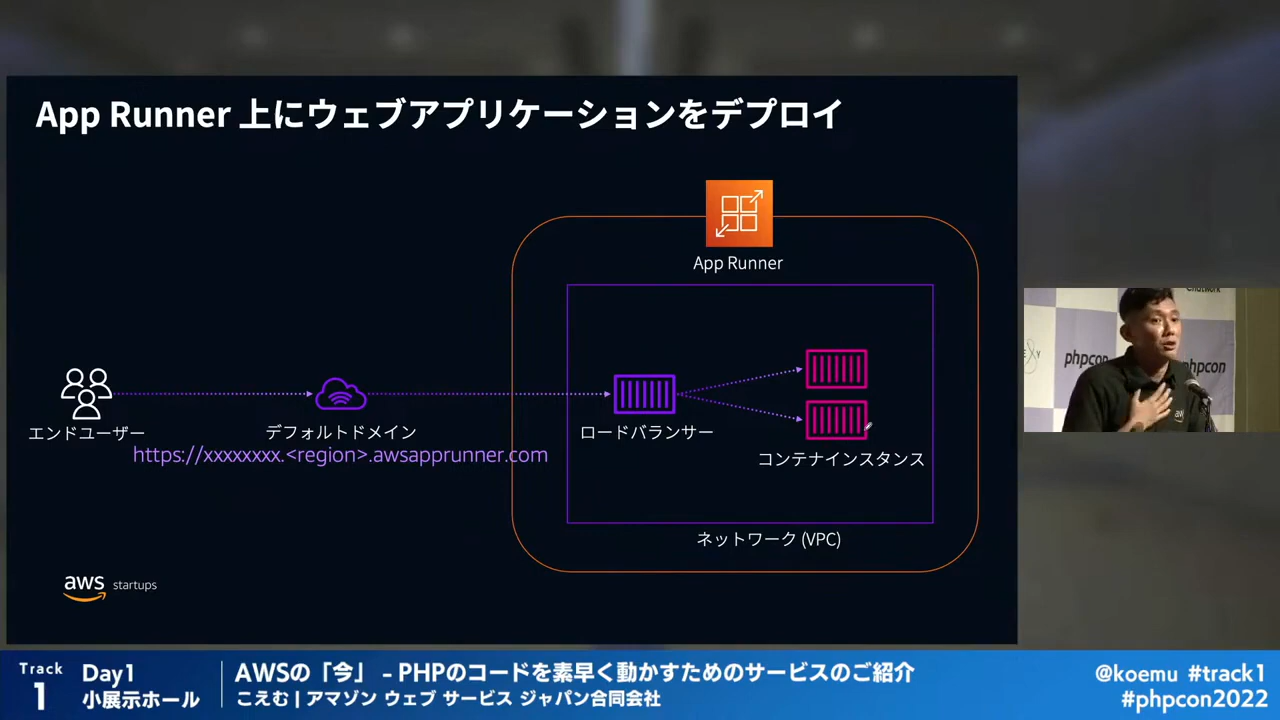 App Runner 上にウェブアプリケーションをデプロイ
App Runner
エンドユーザー
デフォルトドメイン
https://xxxxxxxx.<region>.awsapprunner.com
ロードバランサー
コンテナインスタンス
ネットワーク (VPC)
aws startups
phpcon
phpcon
aws
Track
1
Day1
小展示ホール
AWSの「今」 – PHPのコードを素早く動かすためのサービスのご紹介
こえむ | アマゾン ウェブ サービス ジャパン合同会社
@koemu #track1
#phpcon2022